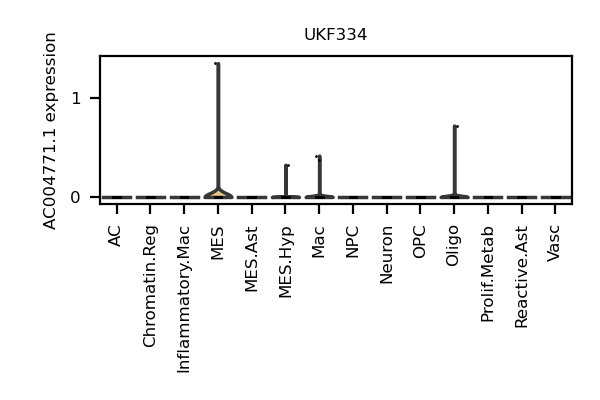 UKF334
AC004771.1 expression
1
0
AC
Chromatin.Reg
Inflammatory.Mac
MES
MES.Ast
MES.Hyp
Mac
NPC
Neuron
OPC
Oligo
Prolif.Metab
Reactive.Ast
Vasc